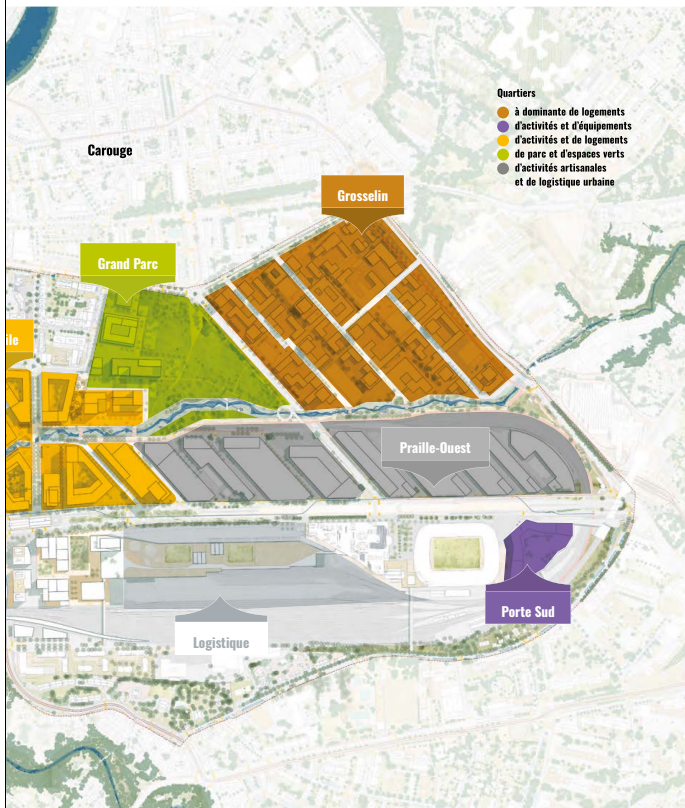 Quartiers
à dominante de logements
d'activités et d'équipements
d'activités et de logements
de parc et d'espaces verts
d'activités artisanales
et de logistique urbaine
Carouge
Grosselin
Grand Parc
ile
Praille-Ouest
Porte Sud
Logistique